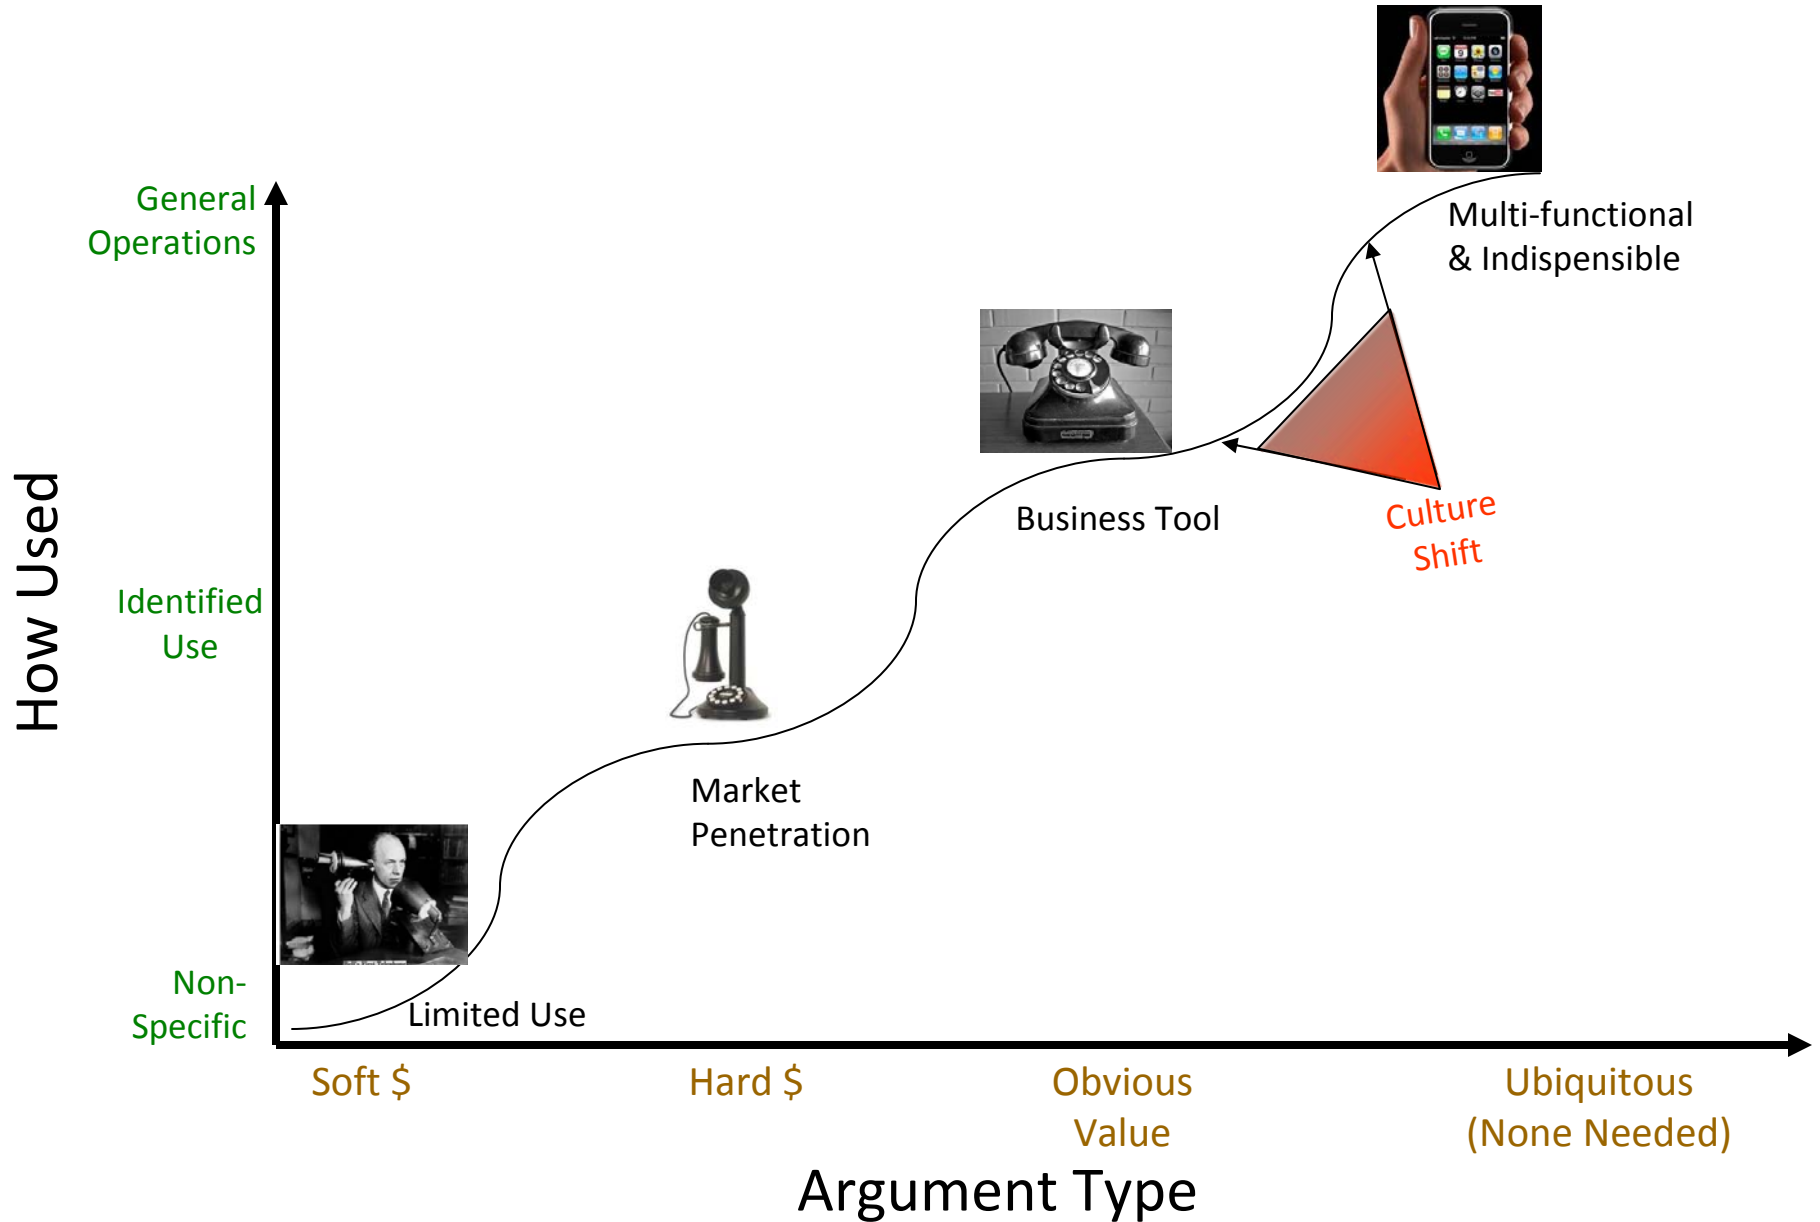 General
Operations
Multi-functional
& Indispensible
Business Tool
Culture
Shift
How Used
Identified
Use
Market
Penetration
Non-
Specific
Limited Use
Soft $
Hard $
Obvious
Value
Ubiquitous
(None Needed)
Argument Type